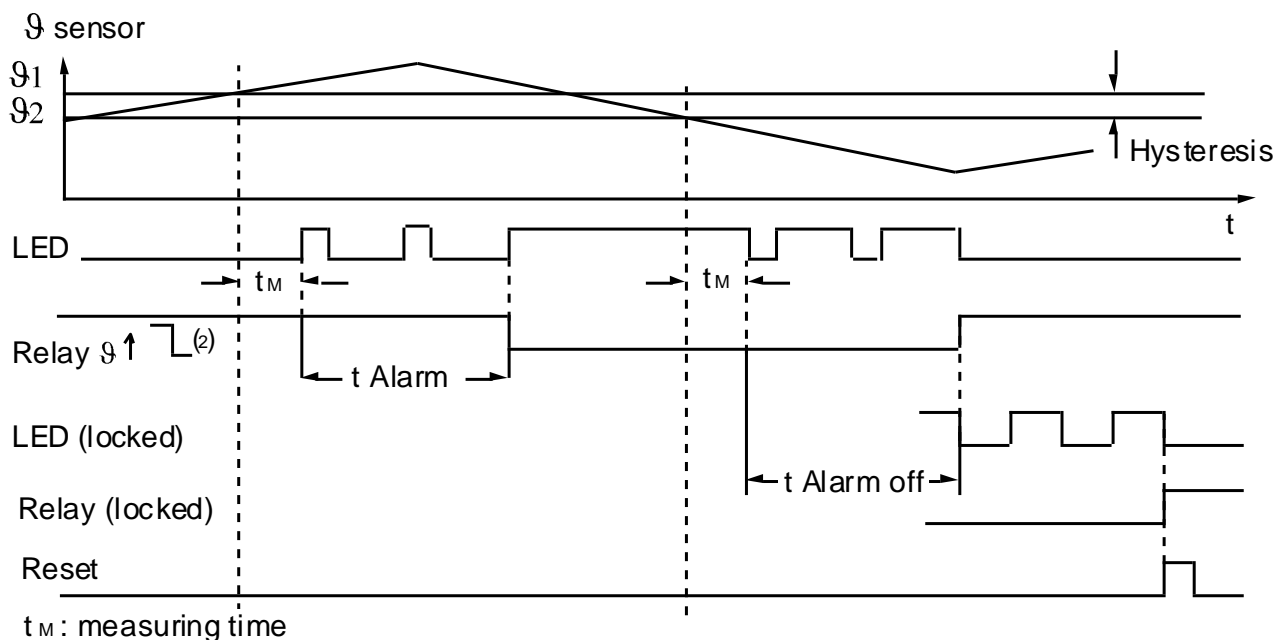 ϑ sensor
ϑ1
ϑ2
Hysteresis
t
LED
tM
tM
Relay ϑ (2)
t Alarm
LED (locked)
t Alarm off
Relay (locked)
Reset
tM : measuring time